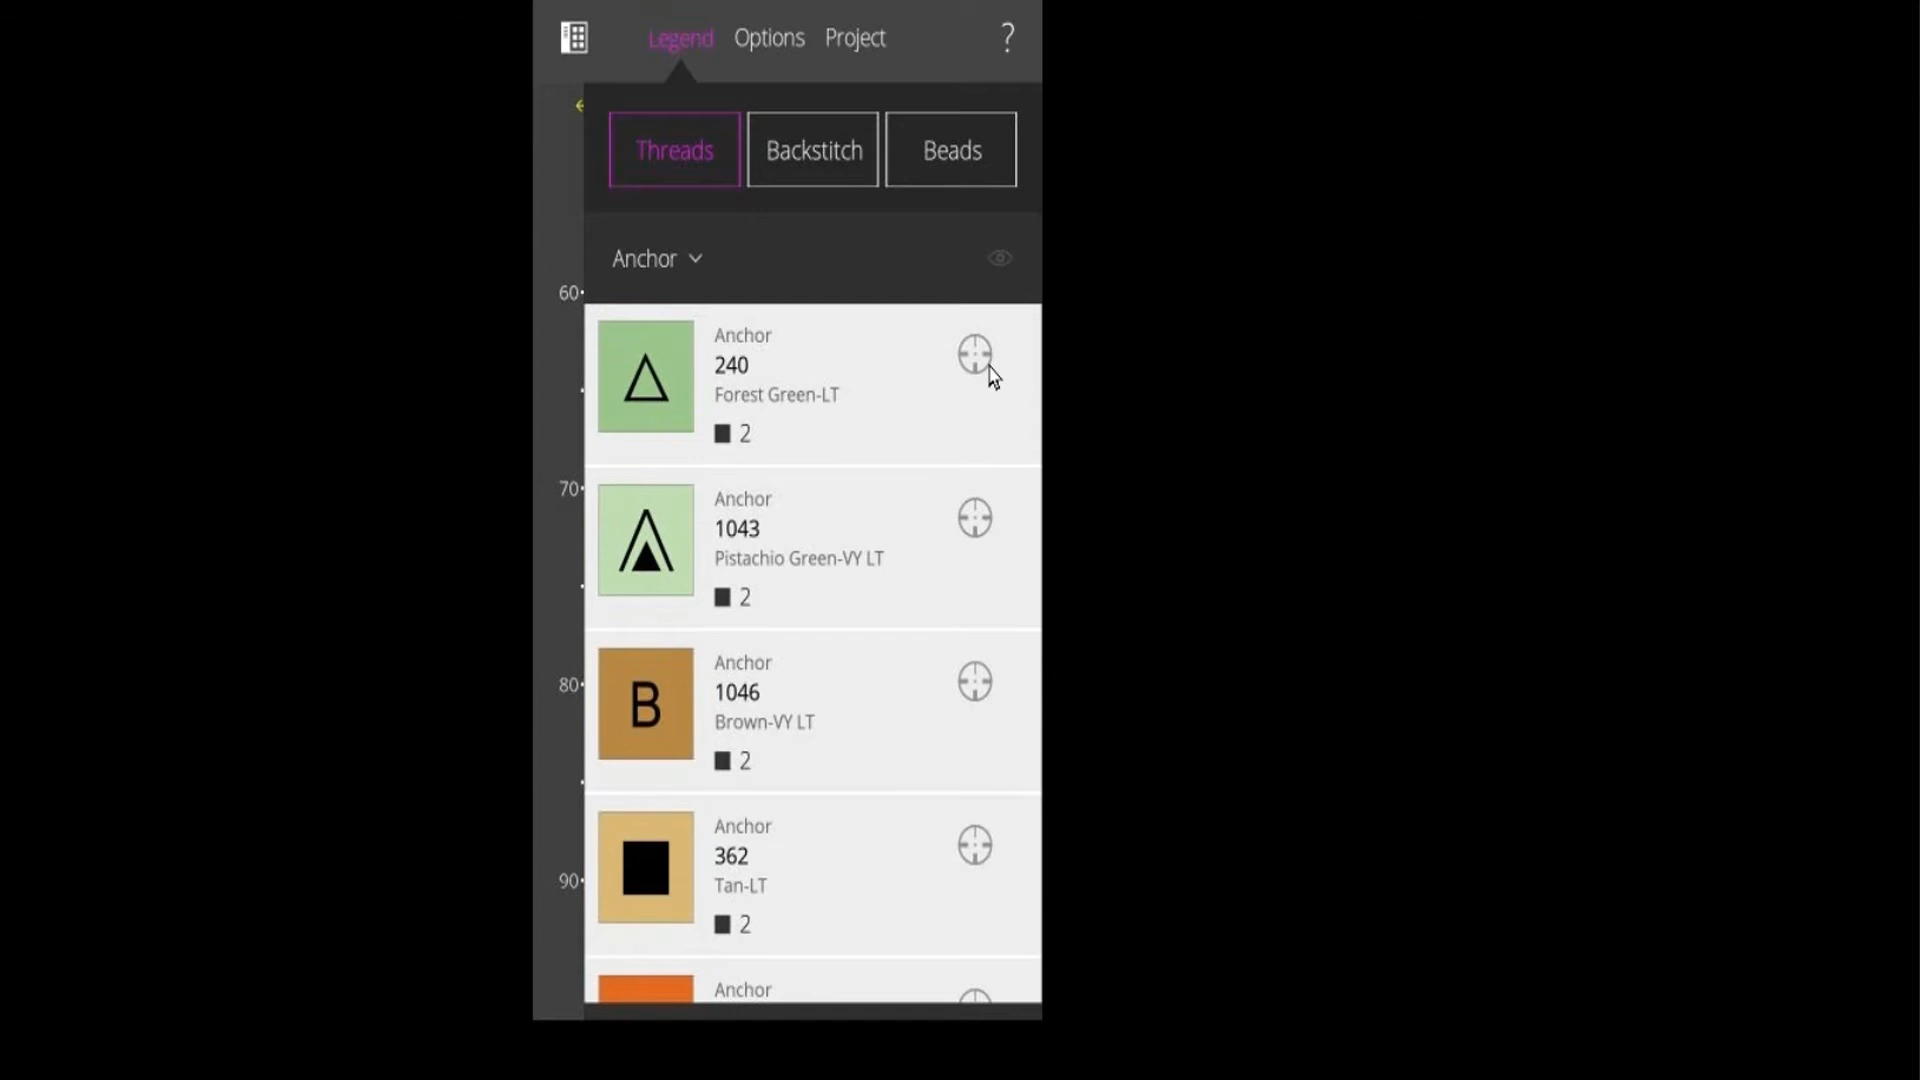 Legend Options Project ?
Threads Backstitch Beads
Anchor
60
70
80
90
Anchor
240
Forest Green-LT
2
Anchor
1043
Pistachio Green-VY LT
2
B
Anchor
1046
Brown-VY LT
2
Anchor
362
Tan-LT
2
Anchor